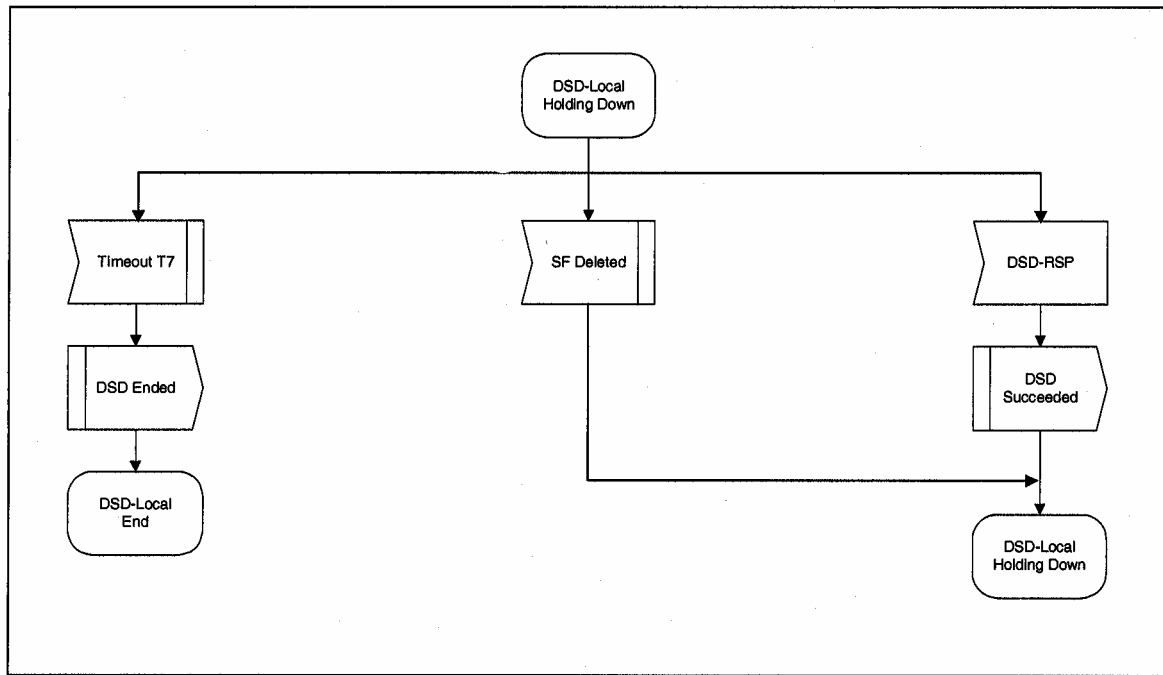 DSD-Local
Holding Down
Timeout T7
SF Deleted
DSD-RSP
DSD Ended
DSD
Succeeded
DSD-Local
End
DSD-Local
Holding Down